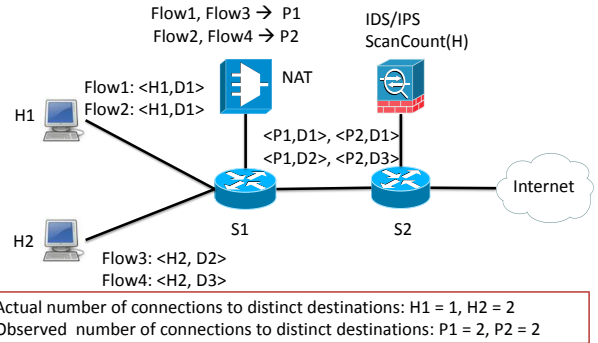 Flow1, Flow3 → P1
Flow2, Flow4 → P2
IDS/IPS
ScanCount(H)
NAT
Flow1: <H1,D1>
Flow2: <H1,D1>
H1
<P1,D1>, <P2,D1>
<P1,D2>, <P2,D3>
Internet
S1
S2
H2
Flow3: <H2, D2>
Flow4: <H2, D3>
Actual number of connections to distinct destinations: H1 = 1, H2 = 2
Observed number of connections to distinct destinations: P1 = 2, P2 = 2